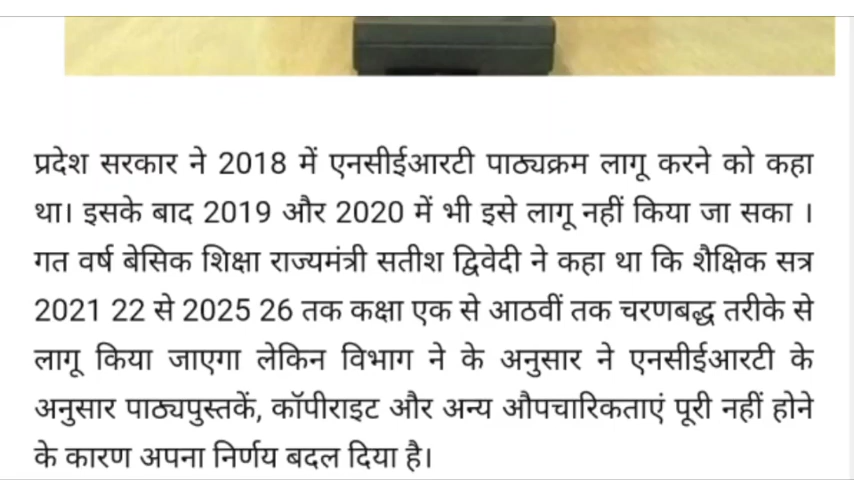 प्रदेश सरकार ने 2018 में एनसीईआरटी पाठ्यक्रम लागू करने को कहा
था। इसके बाद 2019 और 2020 में भी इसे लागू नहीं किया जा सका ।
गत वर्ष बेसिक शिक्षा राज्यमंत्री सतीश द्विवेदी ने कहा था कि शैक्षिक सत्र
2021 22 से 2025 26 तक कक्षा एक से आठवीं तक चरणबद्ध तरीके से
लागू किया जाएगा लेकिन विभाग ने के अनुसार ने एनसीईआरटी के
अनुसार पाठ्यपुस्तकें, कॉपीराइट और अन्य औपचारिकताएं पूरी नहीं होने
के कारण अपना निर्णय बदल दिया है।